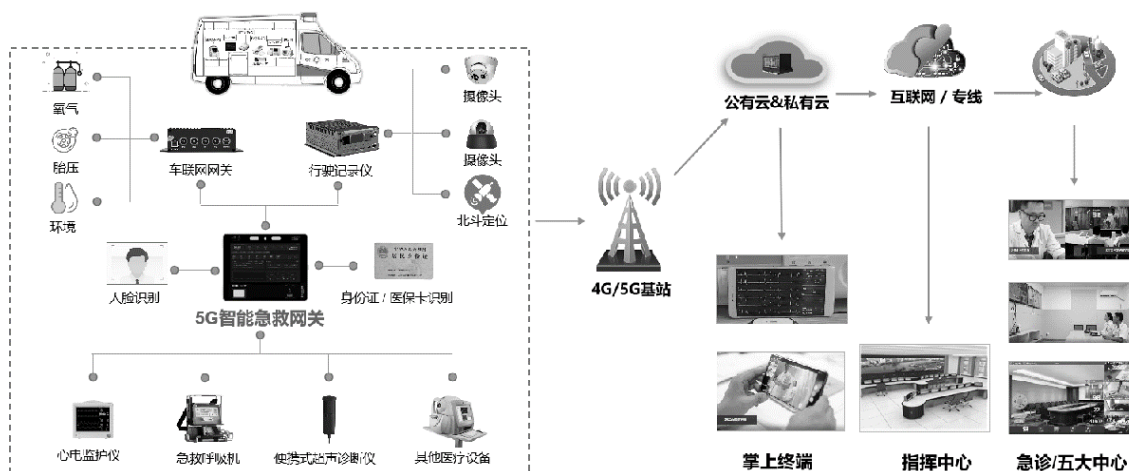 氧气
摄像头
胎压
车联网网关
行驶记录仪
摄像头
环境
北斗定位
人脸识别
身份证 / 医保卡识别
5G智能急救网关
心电监护仪
急救呼吸机
便携式超声诊断仪
其他医疗设备
4G/5G基站
公有云&私有云
互联网 / 专线
掌上终端
指挥中心
急诊/五大中心